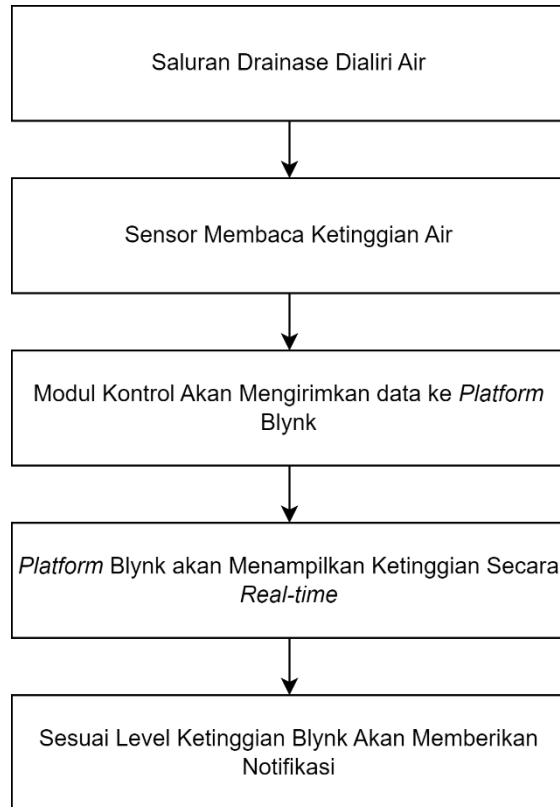 Saluran Drainase Dialiri Air
Sensor Membaca Ketinggian Air
Modul Kontrol Akan Mengirimkan data ke Platform
Blynk
Platform Blynk akan Menampilkan Ketinggian Secara
Real-time
Sesuai Level Ketinggian Blynk Akan Memberikan
Notifikasi